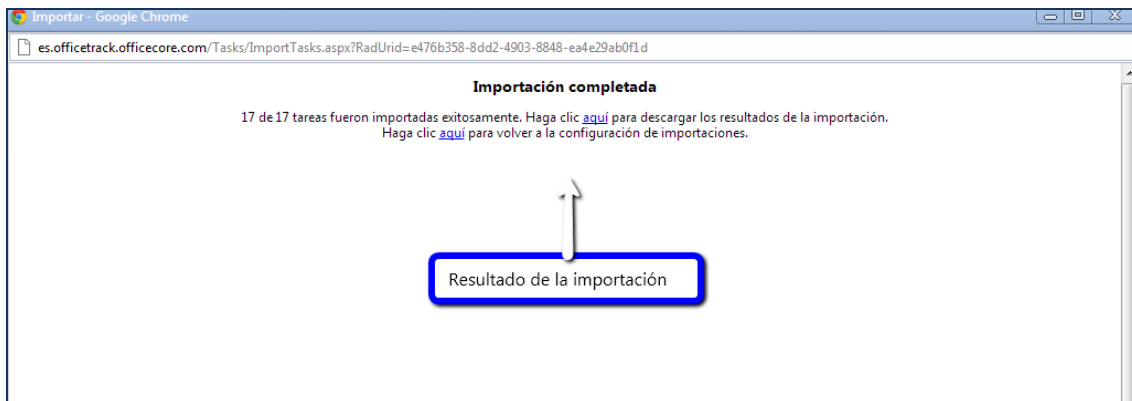 Importar - Google Chrome
es.officetrack.officecore.com/Tasks/ImportTasks.aspx?RadUrid=e476b358-8dd2-4903-8848-ea4e29ab0f1d
Importación completada
17 de 17 tareas fueron importadas exitosamente. Haga clic aquí para descargar los resultados de la importación.
Haga clic aquí para volver a la configuración de importaciones.
Resultado de la importación